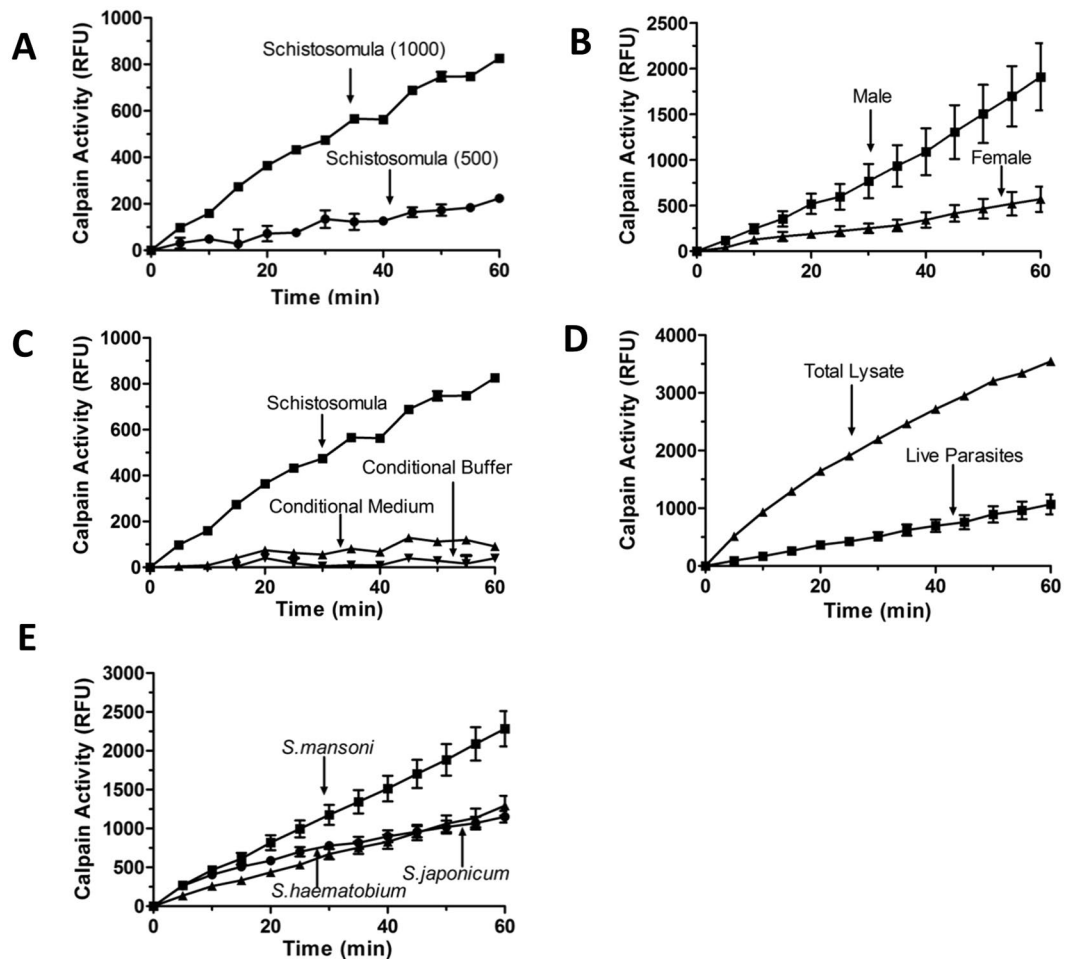 A
Calpain Activity (RFU)
1000
800
600
400
200
0
Schistosomula (1000)
Schistosomula (500)
0 20 40 60
Time (min)
B
Calpain Activity (RFU)
2500
2000
1500
1000
500
0
Male
Female
0 20 40 60
C
Calpain Activity (RFU)
1000
800
600
400
200
0
Schistosomula
Conditional Buffer
Conditional Medium
0 20 40 60
Time (min)
D
Calpain Activity (RFU)
4000
3000
2000
1000
0
Total Lysate
Live Parasites
0 20 40 60
Time (min)
E
Calpain Activity (RFU)
3000
2500
2000
1500
1000
500
0
S.mansoni
S.haematobium
S.japonicum
0 20 40 60
Time (min)